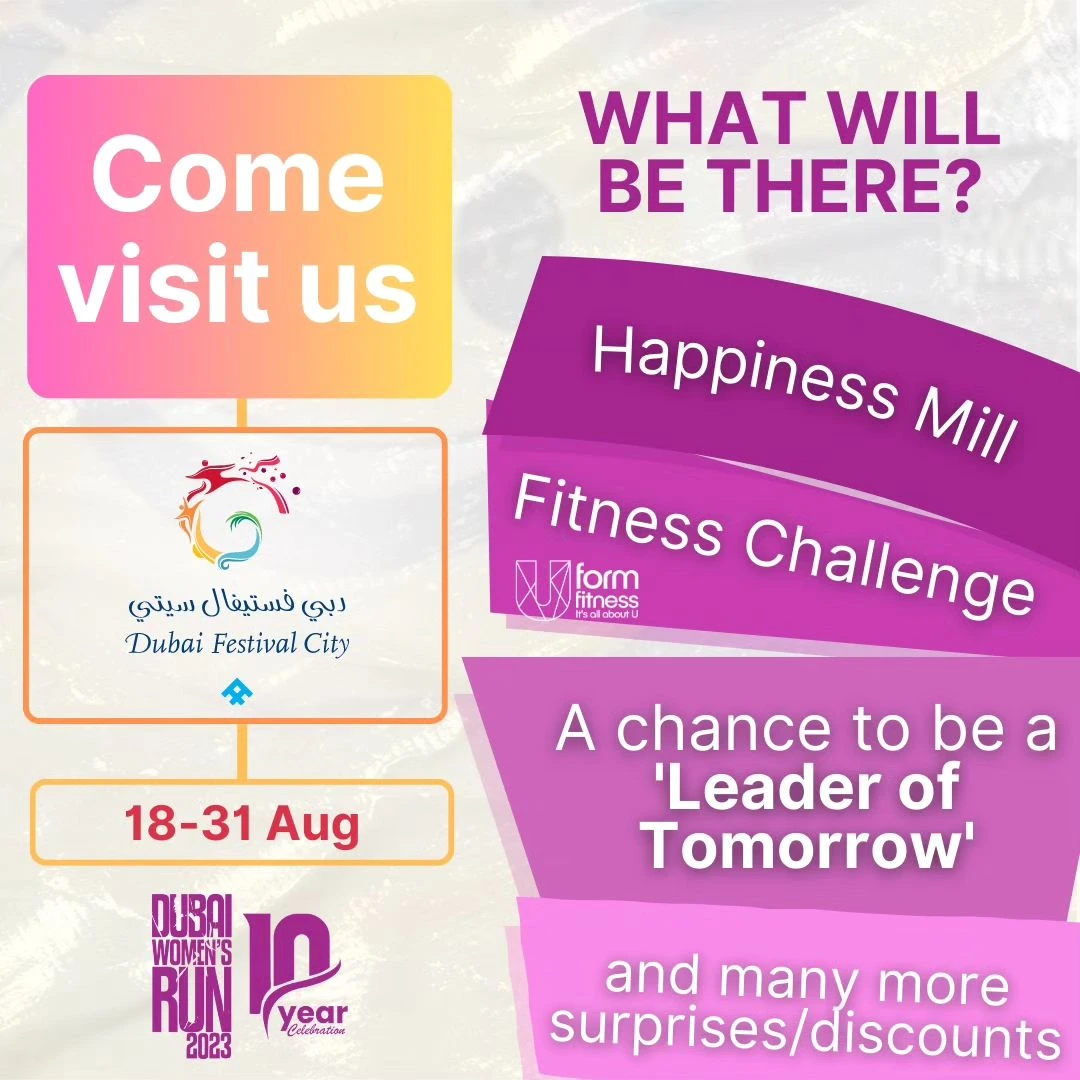 Come
visit us
دبي فستيفال سيتي
Dubai Festival City
18-31 Aug
DUBAI
WOMEN'S
RUN
2023
10
year
Celebration
WHAT WILL
BE THERE?
Happiness Mill
Fitness Challenge
U form
fitness
It's all about U
A chance to be a
'Leader of
Tomorrow'
and many more
surprises/discounts